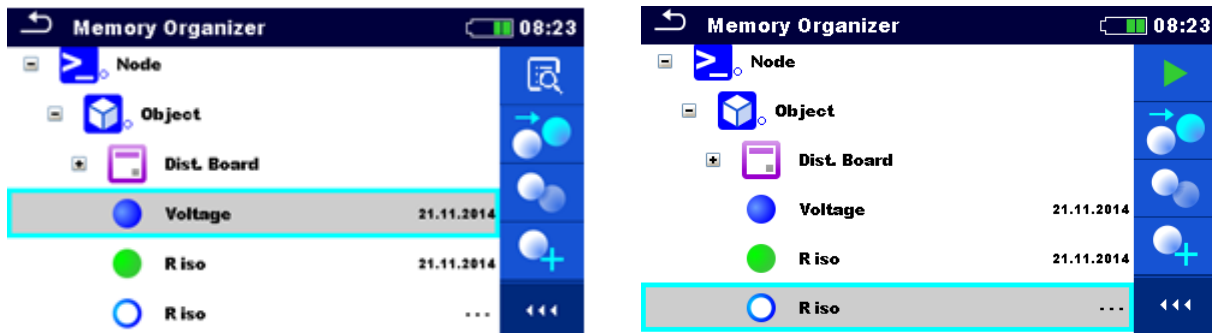 Memory Organizer 08:23
Node
Object
Dist. Board
Voltage 21.11.2014
R iso 21.11.2014
R iso ---
Memory Organizer 08:23
Node
Object
Dist. Board
Voltage 21.11.2014
R iso 21.11.2014
R iso ---